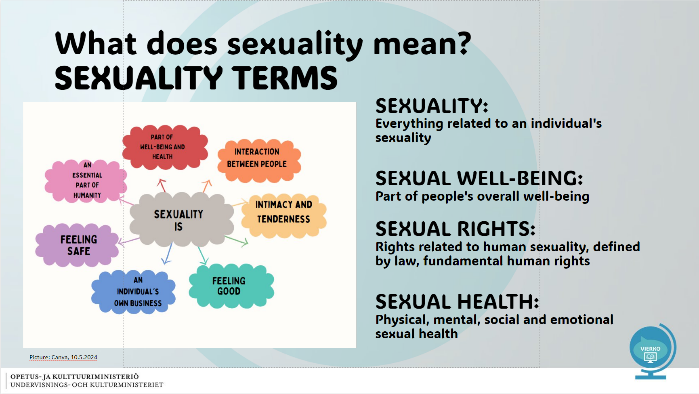 What does sexuality mean?
SEXUALITY TERMS
PART OF
WELL-BEING AND
HEALTH
INTERACTION
BETWEEN PEOPLE
AN
ESSENTIAL
PART OF
HUMANITY
SEXUALITY
IS
INTIMACY AND
TENDERNESS
FEELING
SAFE
AN
INDIVIDUAL'S
OWN BUSINESS
FEELING
GOOD
Picture: Canva, 10.5.2024
SEXUALITY:
Everything related to an individual's
sexuality
SEXUAL WELL-BEING:
Part of people's overall well-being
SEXUAL RIGHTS:
Rights related to human sexuality, defined
by law, fundamental human rights
SEXUAL HEALTH:
Physical, mental, social and emotional
sexual health
VIERKO
OPETUS- JA KULTTUURIMINISTERIÖ
UNDERVISNINGS- OCH KULTURMINISTERIET